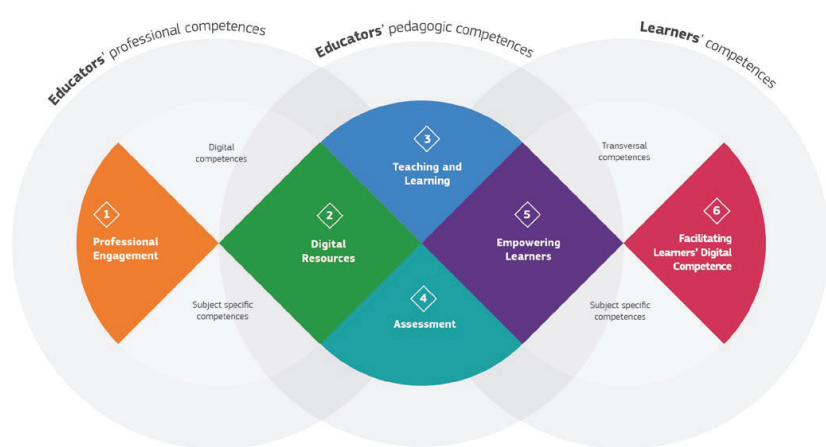 Educators' professional competences
Educators' pedagogic competences
Learners' competences
Digital
competences
Transversal
competences
1
Professional
Engagement
2
Digital
Resources
3
Teaching and
Learning
4
Assessment
5
Empowering
Learners
6
Facilitating
Learners' Digital
Competence
Subject specific
competences
Subject specific
competences